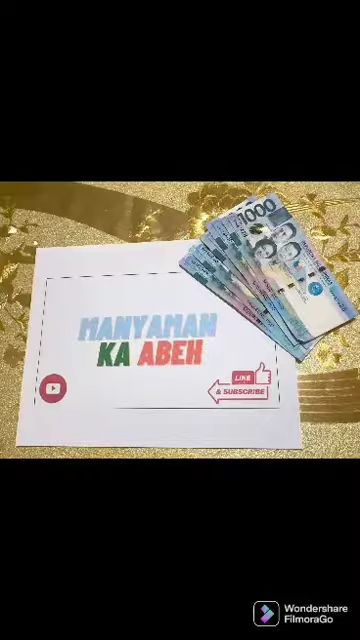 1000
MANYAMAN
KA ABEH
LIKE
& SUBSCRIBE
Wondershare
FilmoraGo